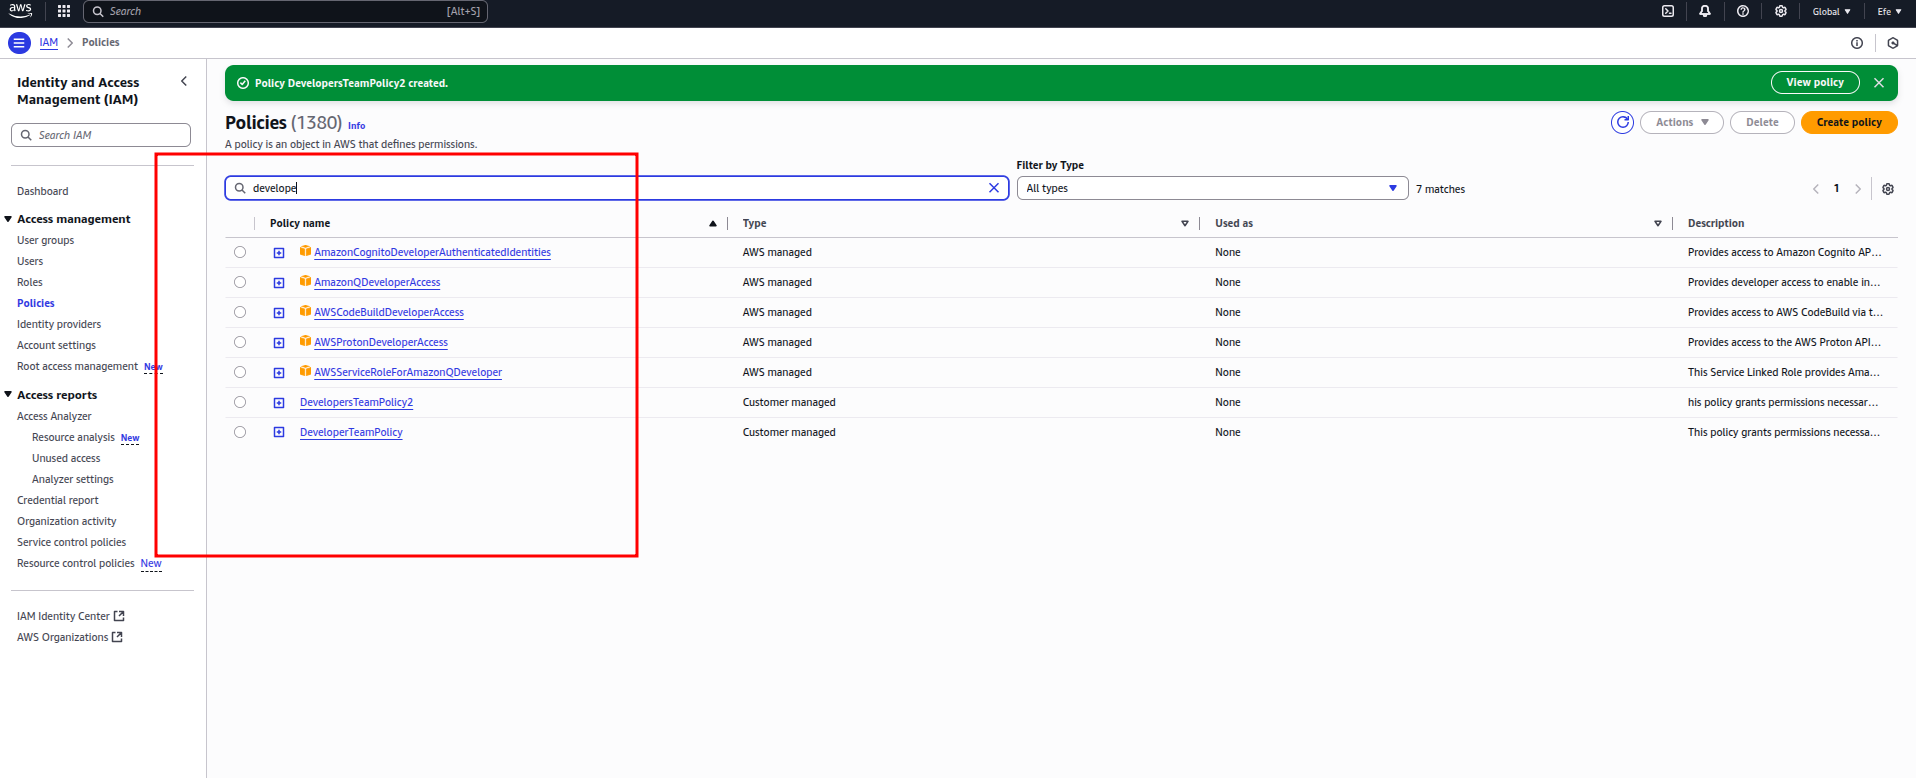 aws
Search [Alt+S]
Global Efe
IAM Policies
Identity and Access Management (IAM)
Search IAM
Dashboard
Access management
User groups
Users
Roles
Policies
Identity providers
Account settings
Root access management New
Access reports
Access Analyzer
Resource analysis New
Unused access
Analyzer settings
Credential report
Organization activity
Service control policies
Resource control policies New
IAM Identity Center
AWS Organizations
Policy DevelopersTeamPolicy2 created.
View policy
Policies (1380) Info
Actions Delete Create policy
A policy is an object in AWS that defines permissions.
Filter by Type
develope All types 7 matches 1
Policy name Type Used as Description
AmazonCognitoDeveloperAuthenticatedIdentities AWS managed None Provides access to Amazon Cognito AP...
AmazonQDeveloperAccess AWS managed None Provides developer access to enable in...
AWSCodeBuildDeveloperAccess AWS managed None Provides access to AWS CodeBuild via t...
AWSProtonDeveloperAccess AWS managed None Provides access to the AWS Proton API...
AWSServiceRoleForAmazonQDeveloper AWS managed None This Service Linked Role provides Ama...
DevelopersTeamPolicy2 Customer managed None his policy grants permissions necessar...
DeveloperTeamPolicy Customer managed None This policy grants permissions necessa...